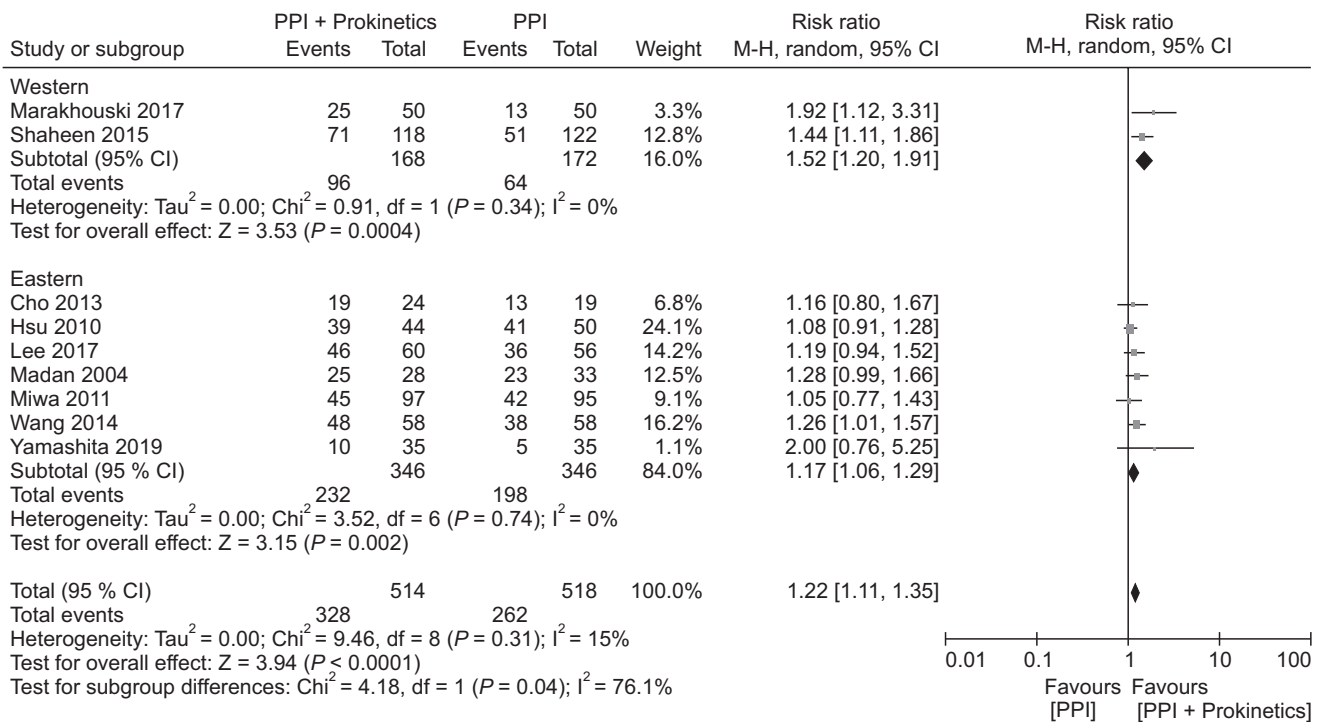 PPI + Prokinetics PPI Risk ratio Risk ratio
Study or subgroup Events Total Events Total Weight M-H, random, 95% CI M-H, random, 95% CI
Western
Marakhouski 2017 25 50 13 50 3.3% 1.92 [1.12, 3.31]
Shaheen 2015 71 118 51 122 12.8% 1.44 [1.11, 1.86]
Subtotal (95% CI) 168 172 16.0% 1.52 [1.20, 1.91]
Total events 96 64
Heterogeneity: Tau² = 0.00; Chi² = 0.91, df = 1 (P = 0.34); I² = 0%
Test for overall effect: Z = 3.53 (P = 0.0004)
Eastern
Cho 2013 19 24 13 19 6.8% 1.16 [0.80, 1.67]
Hsu 2010 39 44 41 50 24.1% 1.08 [0.91, 1.28]
Lee 2017 46 60 36 56 14.2% 1.19 [0.94, 1.52]
Madan 2004 25 28 23 33 12.5% 1.28 [0.99, 1.66]
Miwa 2011 45 97 42 95 9.1% 1.05 [0.77, 1.43]
Wang 2014 48 58 38 58 16.2% 1.26 [1.01, 1.57]
Yamashita 2019 10 35 5 35 1.1% 2.00 [0.76, 5.25]
Subtotal (95 % CI) 346 346 84.0% 1.17 [1.06, 1.29]
Total events 232 198
Heterogeneity: Tau² = 0.00; Chi² = 3.52, df = 6 (P = 0.74); I² = 0%
Test for overall effect: Z = 3.15 (P = 0.002)
Total (95 % CI) 514 518 100.0% 1.22 [1.11, 1.35]
Total events 328 262
Heterogeneity: Tau² = 0.00; Chi² = 9.46, df = 8 (P = 0.31); I² = 15%
Test for overall effect: Z = 3.94 (P < 0.0001)
Test for subgroup differences: Chi² = 4.18, df = 1 (P = 0.04); I² = 76.1%
0.01 0.1 1 10 100
Favours Favours
[PPI] [PPI + Prokinetics]